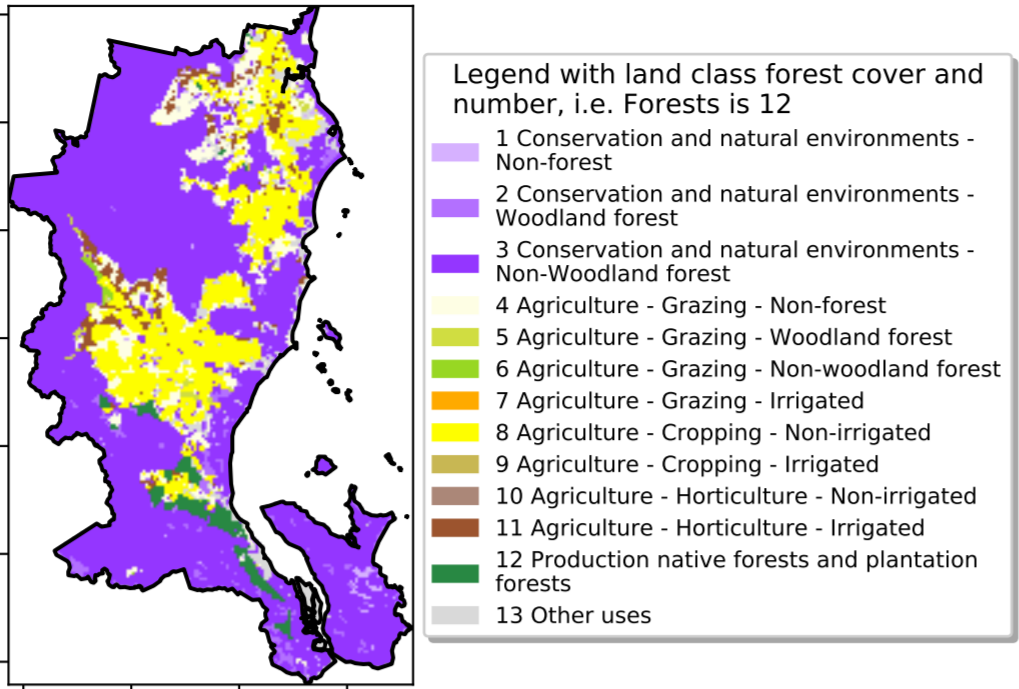 Legend with land class forest cover and
number, i.e. Forests is 12
1 Conservation and natural environments -
Non-forest
2 Conservation and natural environments -
Woodland forest
3 Conservation and natural environments -
Non-Woodland forest
4 Agriculture - Grazing - Non-forest
5 Agriculture - Grazing - Woodland forest
6 Agriculture - Grazing - Non-woodland forest
7 Agriculture - Grazing - Irrigated
8 Agriculture - Cropping - Non-irrigated
9 Agriculture - Cropping - Irrigated
10 Agriculture - Horticulture - Non-irrigated
11 Agriculture - Horticulture - Irrigated
12 Production native forests and plantation
forests
13 Other uses